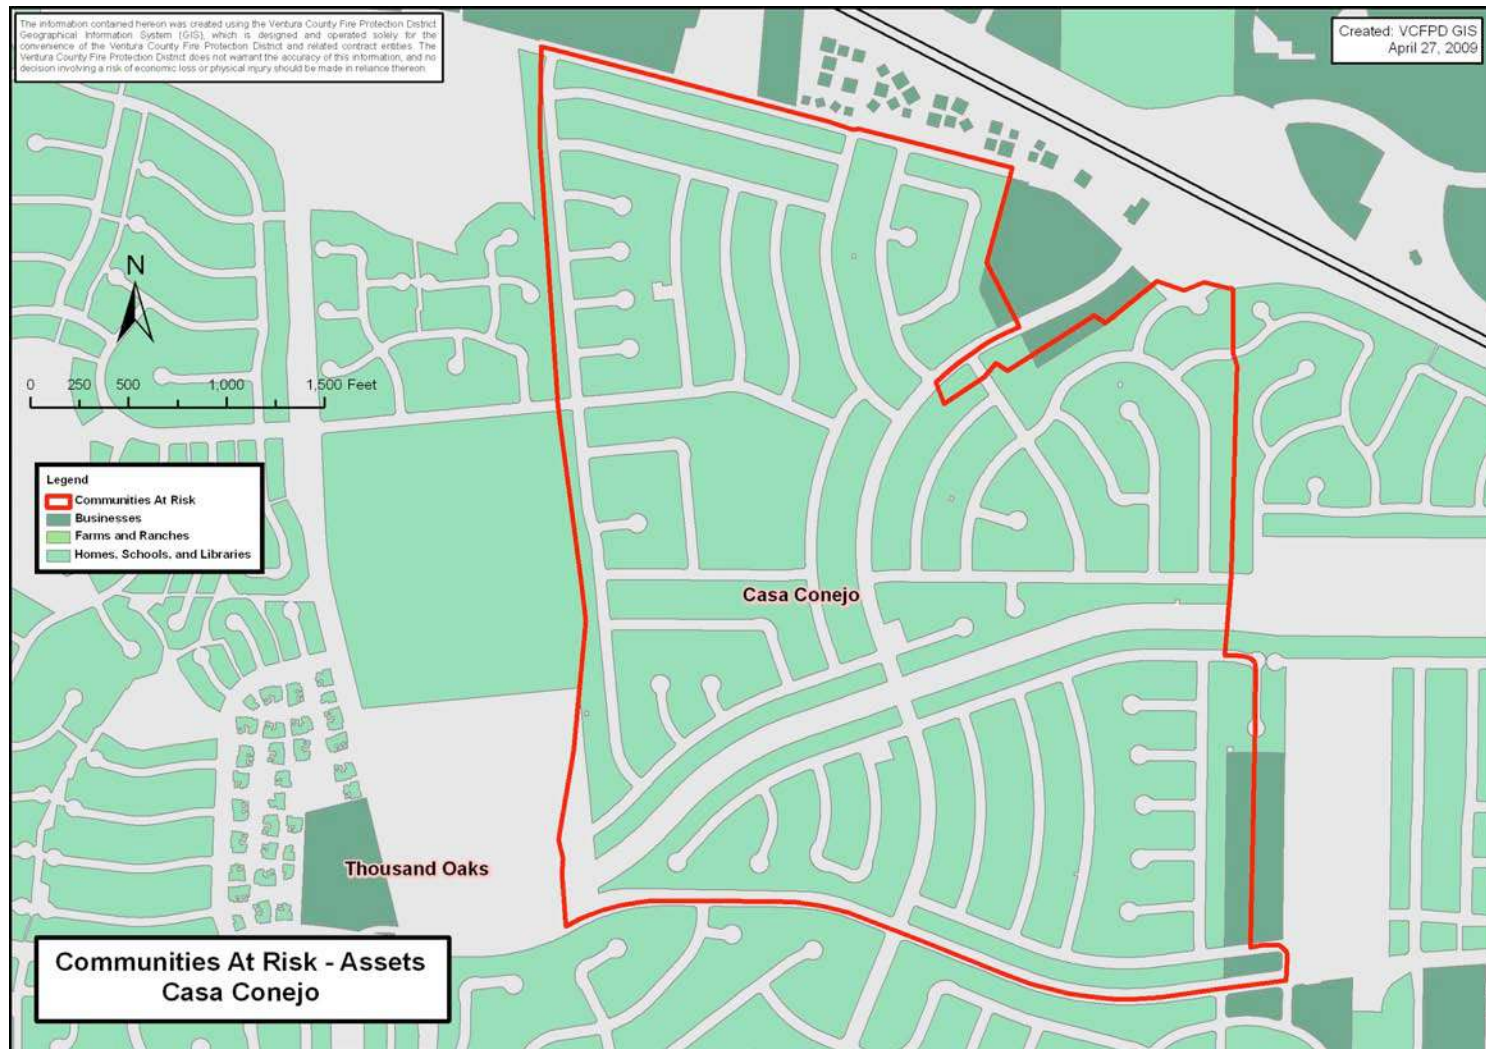 The information contained hereon was created using the Ventura County Fire Protection District
Geographical Information System (GIS), which is designed and operated solely for the
convenience of the Ventura County Fire Protection District and related contract entities. The
Ventura County Fire Protection District does not warrant the accuracy of this information, and no
decision involving a risk of economic loss or physical injury should be made in reliance thereon.
Created: VCFPD GIS
April 27, 2009
N
0 250 500 1,000 1,500 Feet
Legend
Communities At Risk
Businesses
Farms and Ranches
Homes, Schools, and Libraries
Casa Conejo
Thousand Oaks
Communities At Risk - Assets
Casa Conejo